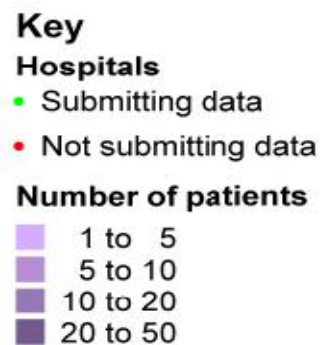 Key
Hospitals
Submitting data
Not submitting data
Number of patients
1 to 5
5 to 10
10 to 20
20 to 50